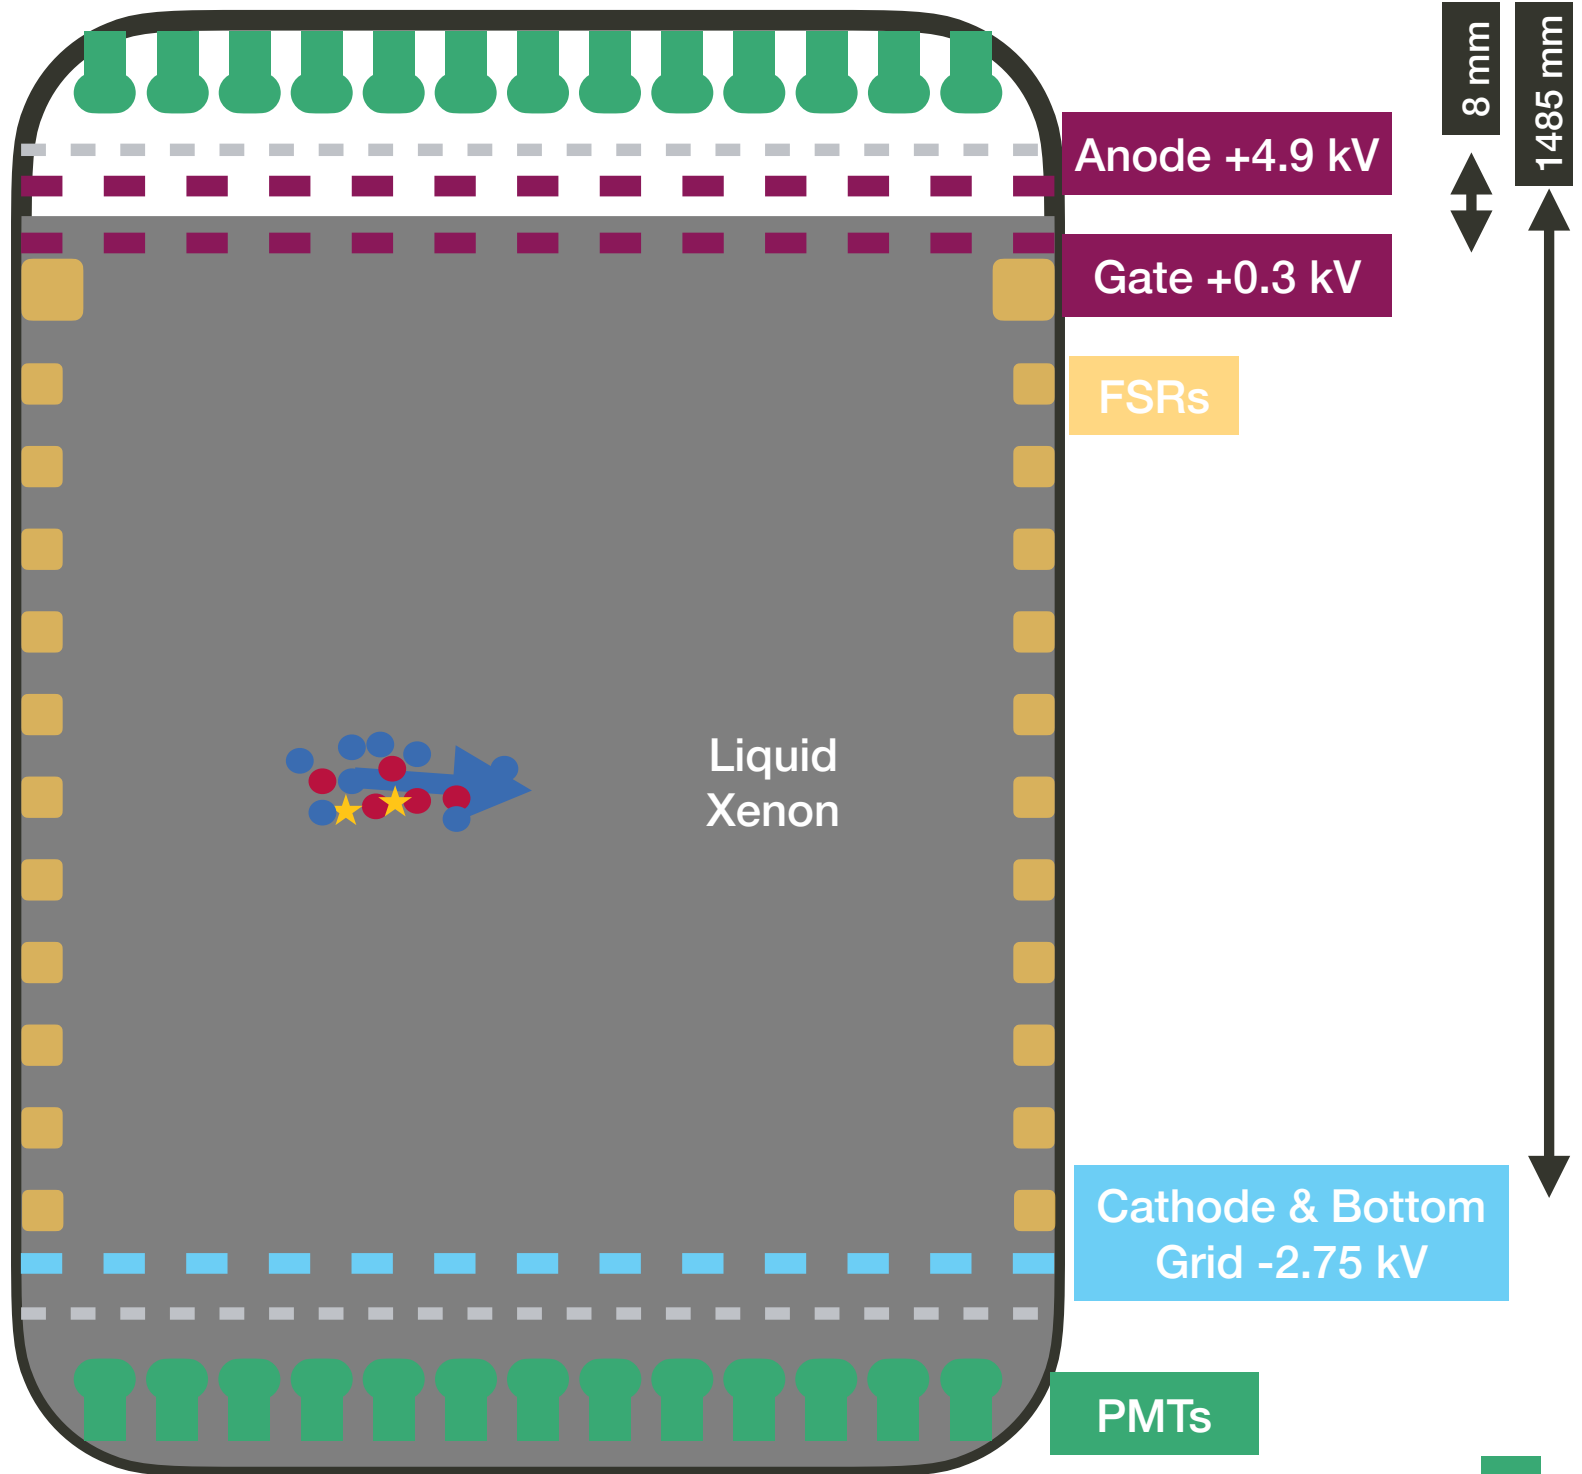 8 mm
1485 mm
Anode +4.9 kV
Gate +0.3 kV
FSRs
Liquid
Xenon
Cathode & Bottom
Grid -2.75 kV
PMTs